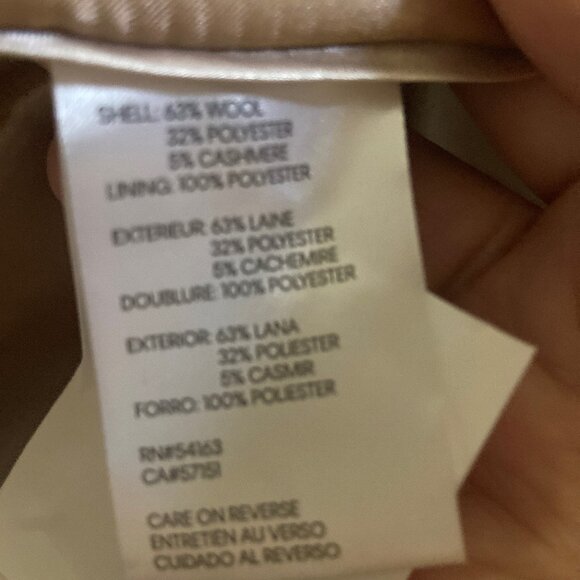 SHELL: 63% WOOL
32% POLYESTER
5% CASHMERE
LINING: 100% POLYESTER
EXTERIEUR: 63% LAINE
32% POLYESTER
5% CACHEMIRE
DOUBLURE: 100% POLYESTER
EXTERIOR: 63% LANA
32% POLIESTER
5% CASMIR
FORRO: 100% POLIESTER
RN#54163
CA#57151
CARE ON REVERSE
ENTRETIEN AU VERSO
CUIDADO AL REVERSO